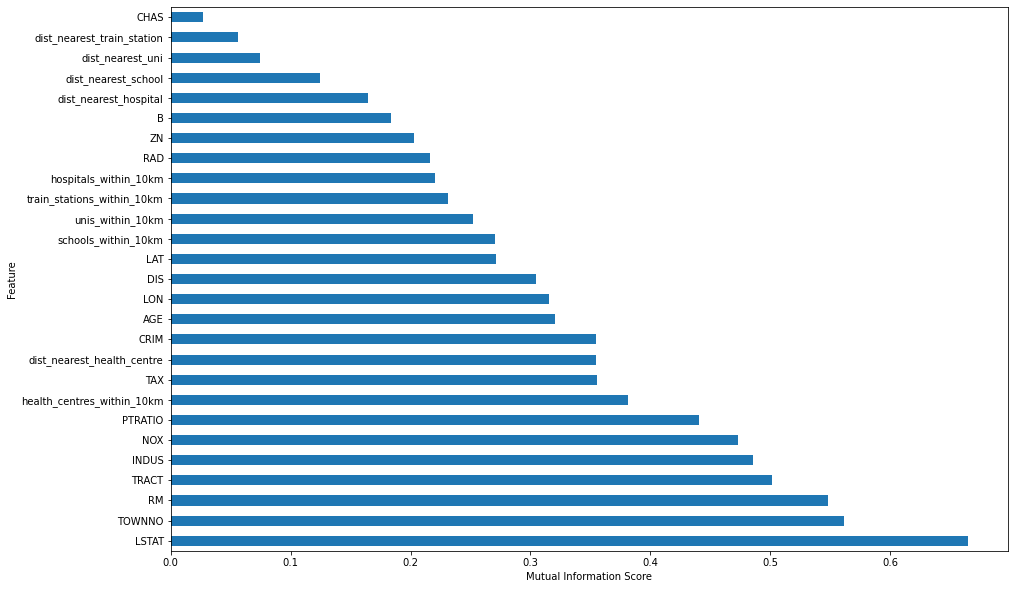 CHAS
dist_nearest_train_station
dist_nearest_uni
dist_nearest_school
dist_nearest_hospital
B
ZN
RAD
hospitals_within_10km
train_stations_within_10km
unis_within_10km
schools_within_10km
LAT
DIS
LON
AGE
CRIM
dist_nearest_health_centre
TAX
health_centres_within_10km
PTRATIO
NOX
INDUS
TRACT
RM
TOWNNO
LSTAT
Feature
0.0 0.1 0.2 0.3 0.4 0.5 0.6
Mutual Information Score